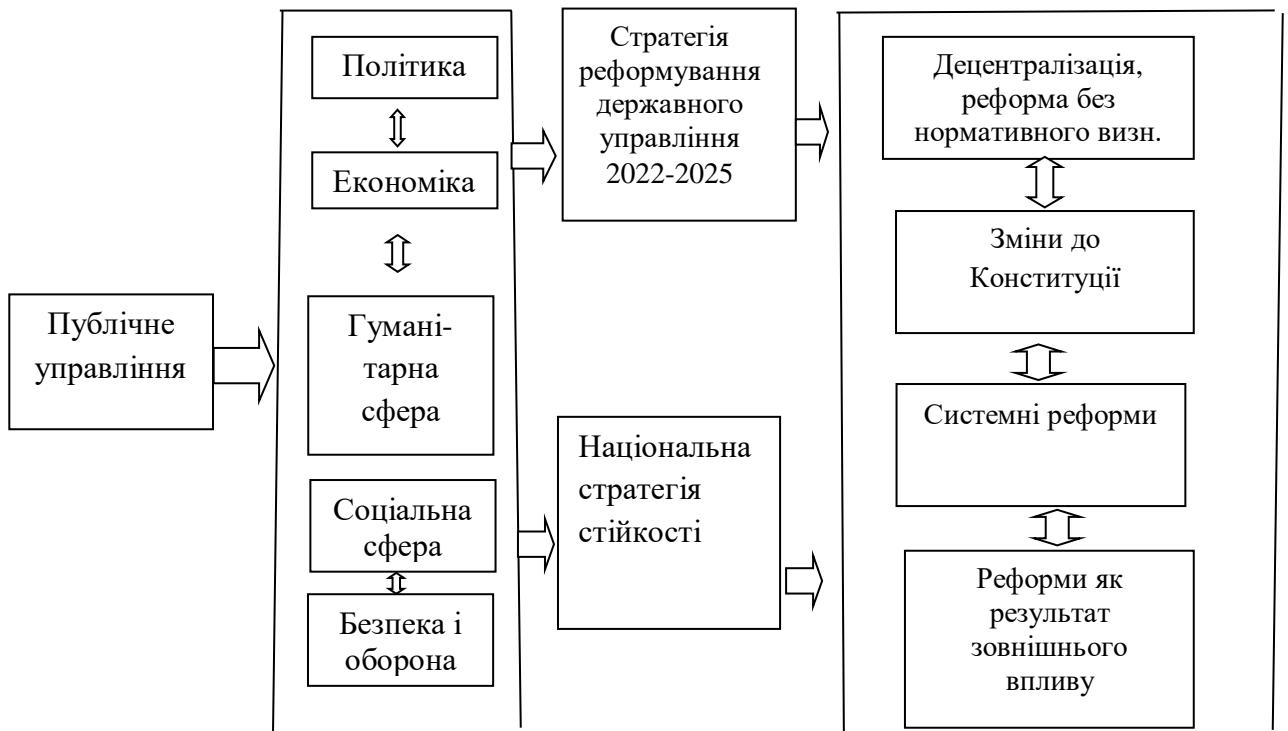 Публічне
управління
Політика
Економіка
Гумані-
тарна
сфера
Соціальна
сфера
Безпека і
оборона
Стратегія
реформування
державного
управління
2022-2025
Національна
стратегія
стійкості
Децентралізація,
реформа без
нормативного визн.
Зміни до
Конституції
Системні реформи
Реформи як
результат
зовнішнього
впливу